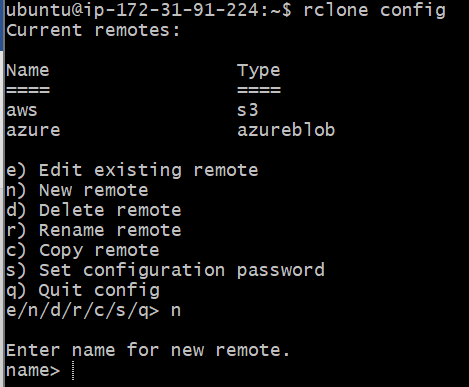 ubuntu@ip-172-31-91-224:~$ rclone config
Current remotes:
Name                 Type
====                 ====
aws                  s3
azure                azureblob
e) Edit existing remote
n) New remote
d) Delete remote
r) Rename remote
c) Copy remote
s) Set configuration password
q) Quit config
e/n/d/r/c/s/q> n
Enter name for new remote.
name>